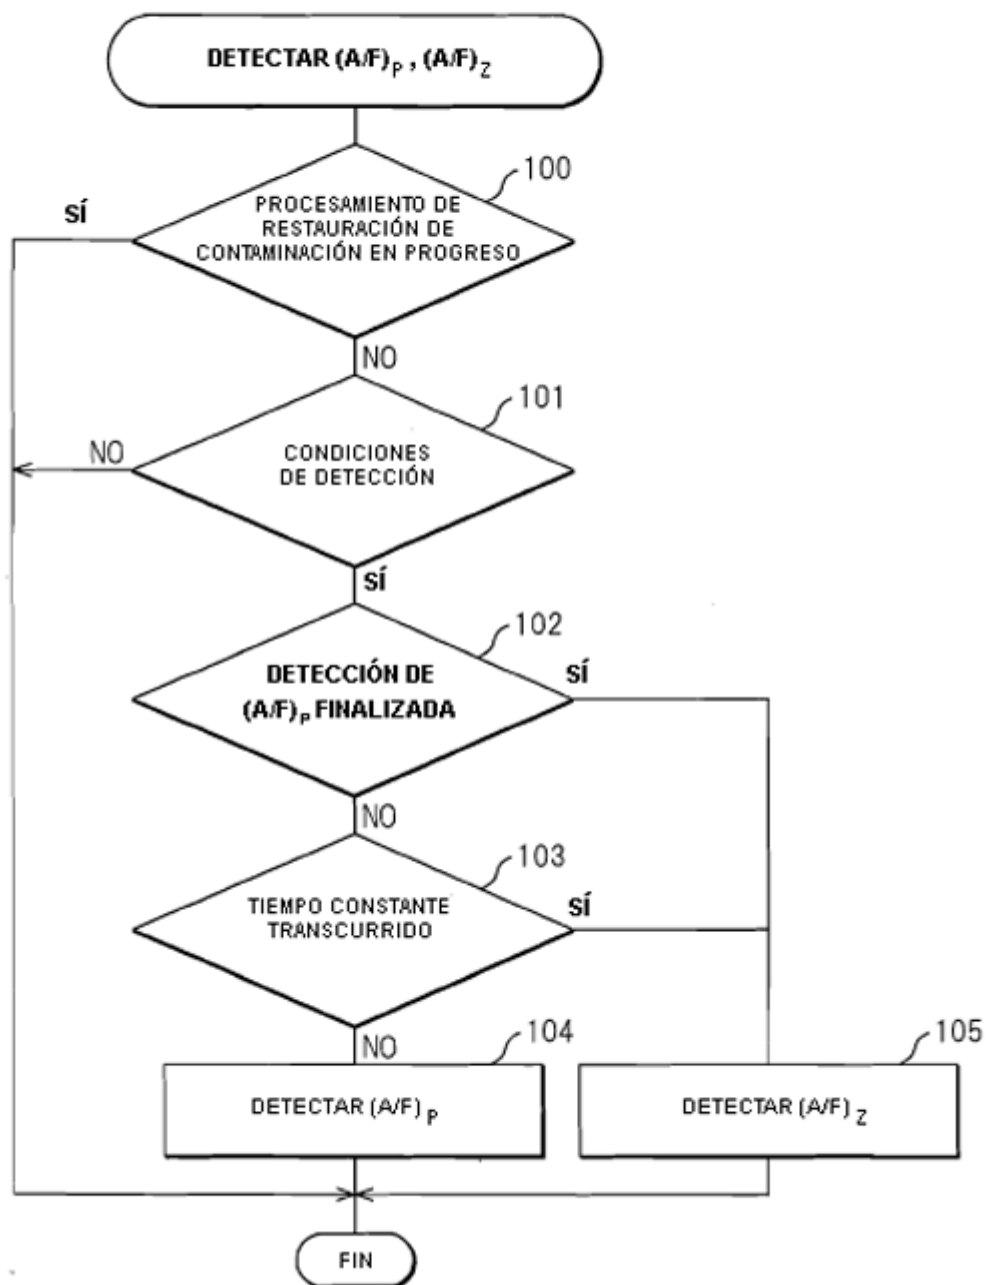 DETECTAR (A/F)P , (A/F)Z
100
PROCESAMIENTO DE
RESTAURACIÓN DE
CONTAMINACIÓN EN PROGRESO
SÍ
NO
101
CONDICIONES
DE DETECCIÓN
NO
SÍ
102
DETECCIÓN DE
(A/F)P FINALIZADA
SÍ
NO
103
TIEMPO CONSTANTE
TRANSCURRIDO
SÍ
NO
104
DETECTAR (A/F) P
105
DETECTAR (A/F) Z
FIN